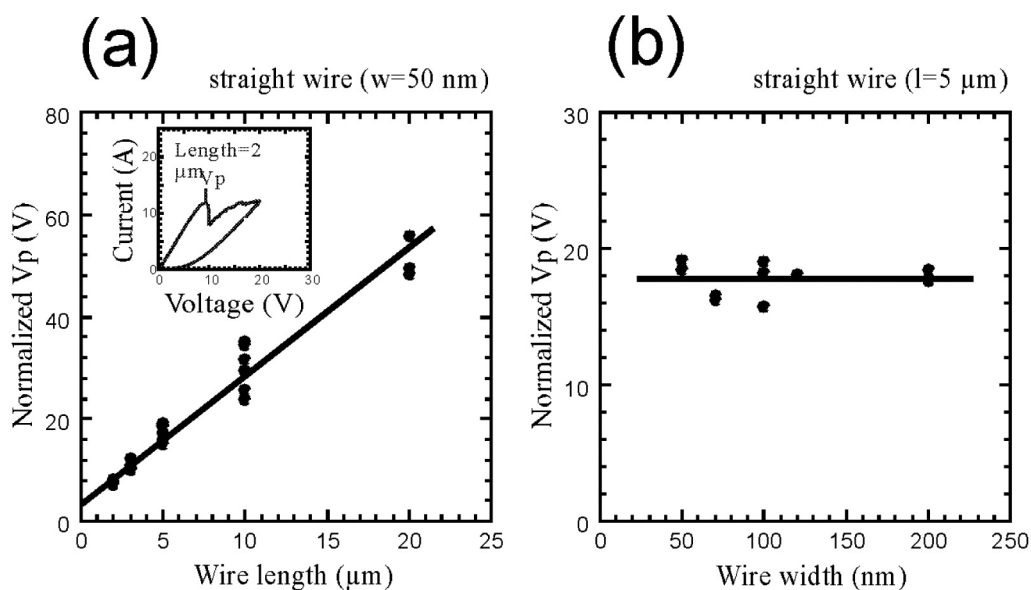 (a)
straight wire (w=50 nm)
Normalized Vp (V)
80
60
40
20
0
0 5 10 15 20 25
Wire length (µm)
Current (A)
20
10
0
Length=2
µm
Vp
0 10 20 30
Voltage (V)
(b)
straight wire (l=5 µm)
Normalized Vp (V)
30
20
10
0
0 50 100 150 200 250
Wire width (nm)